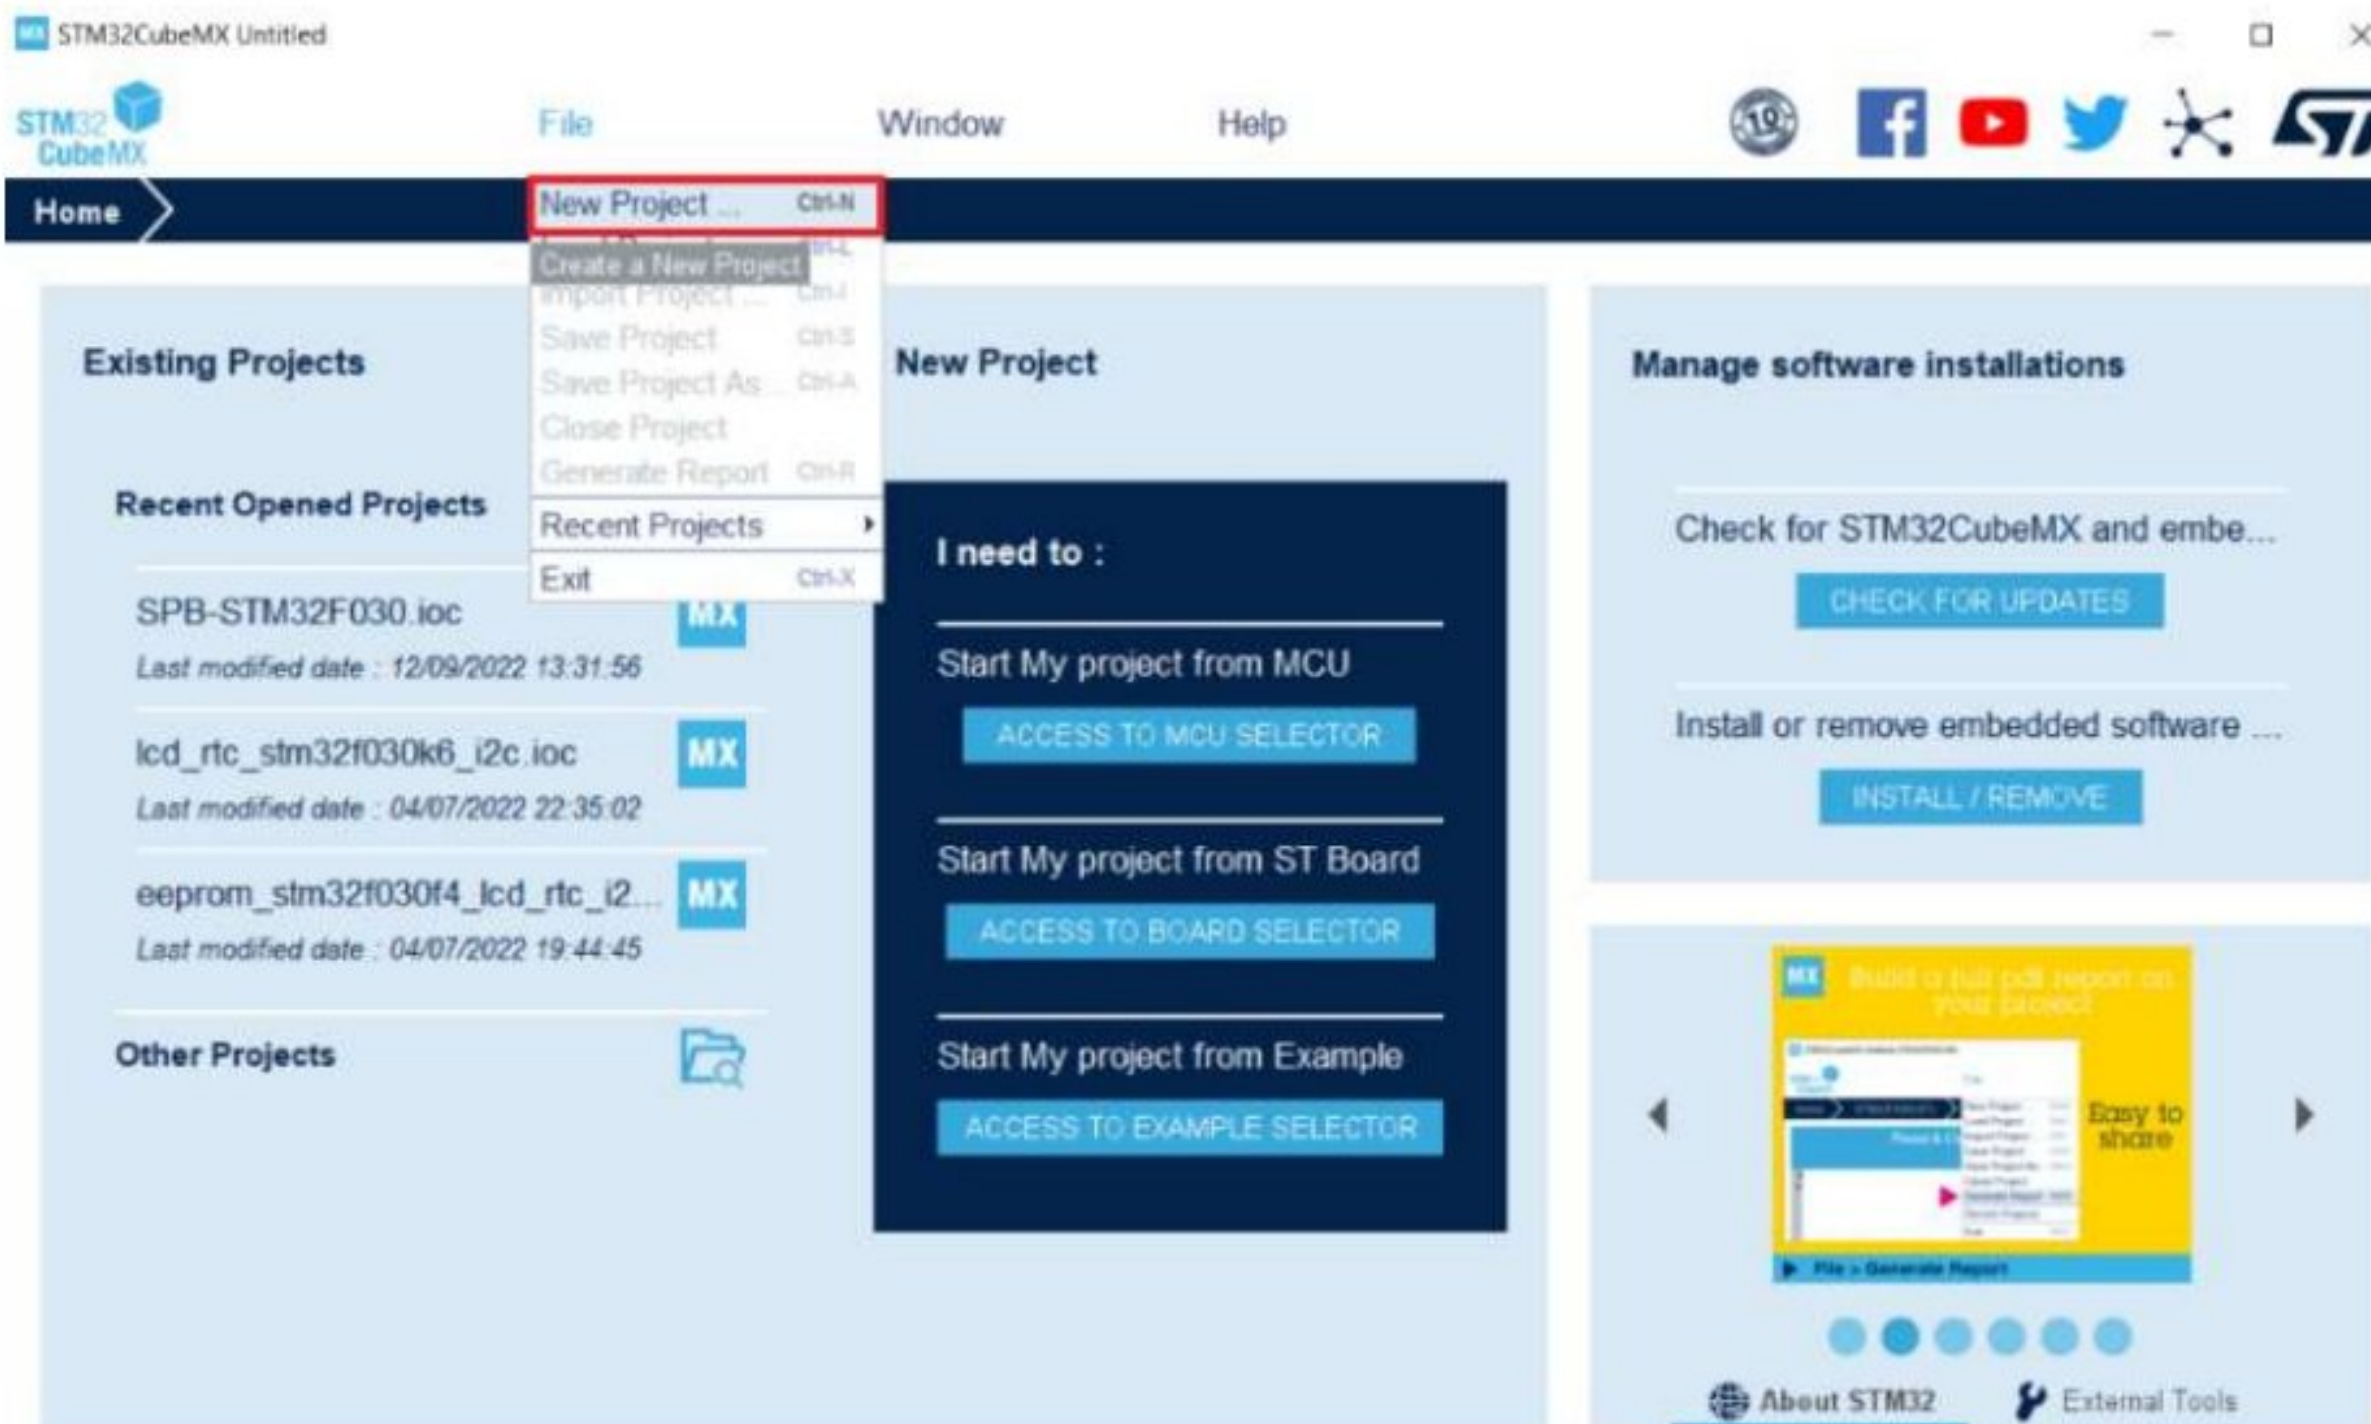 MX STM32CubeMX Untitled
STM32
CubeMX
File Window Help
10
Home
New Project ... Ctrl-N
Ctrl-L
Create a New Project
Import Project ... Ctrl-I
Save Project Ctrl-S
Save Project As ... Ctrl-A
Close Project
Generate Report Ctrl-R
Recent Projects
Exit Ctrl-X
Existing Projects
Recent Opened Projects
SPB-STM32F030.ioc MX
Last modified date : 12/09/2022 13:31:56
lcd_rtc_stm32f030k6_i2c.ioc MX
Last modified date : 04/07/2022 22:35:02
eeprom_stm32f030f4_lcd_rtc_i2... MX
Last modified date : 04/07/2022 19:44:45
Other Projects
New Project
I need to :
Start My project from MCU
ACCESS TO MCU SELECTOR
Start My project from ST Board
ACCESS TO BOARD SELECTOR
Start My project from Example
ACCESS TO EXAMPLE SELECTOR
Manage software installations
Check for STM32CubeMX and embe...
CHECK FOR UPDATES
Install or remove embedded software ...
INSTALL / REMOVE
MX Build a full pdf report on
your project
Easy to
share
File > Generate Report
About STM32 External Tools